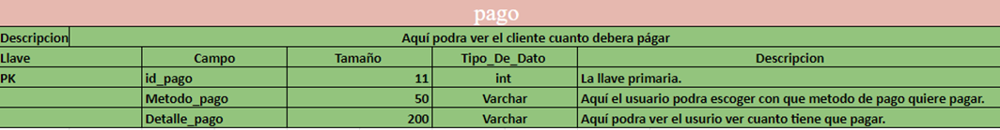 pago
Descripcion Aquí podra ver el cliente cuanto debera págar
Llave Campo Tamaño Tipo_De_Dato Descripcion
PK id_pago 11 int La llave primaria.
Metodo_pago 50 Varchar Aquí el usuario podra escoger con que metodo de pago quiere pagar.
Detalle_pago 200 Varchar Aquí podra ver el usurio ver cuanto tiene que pagar.